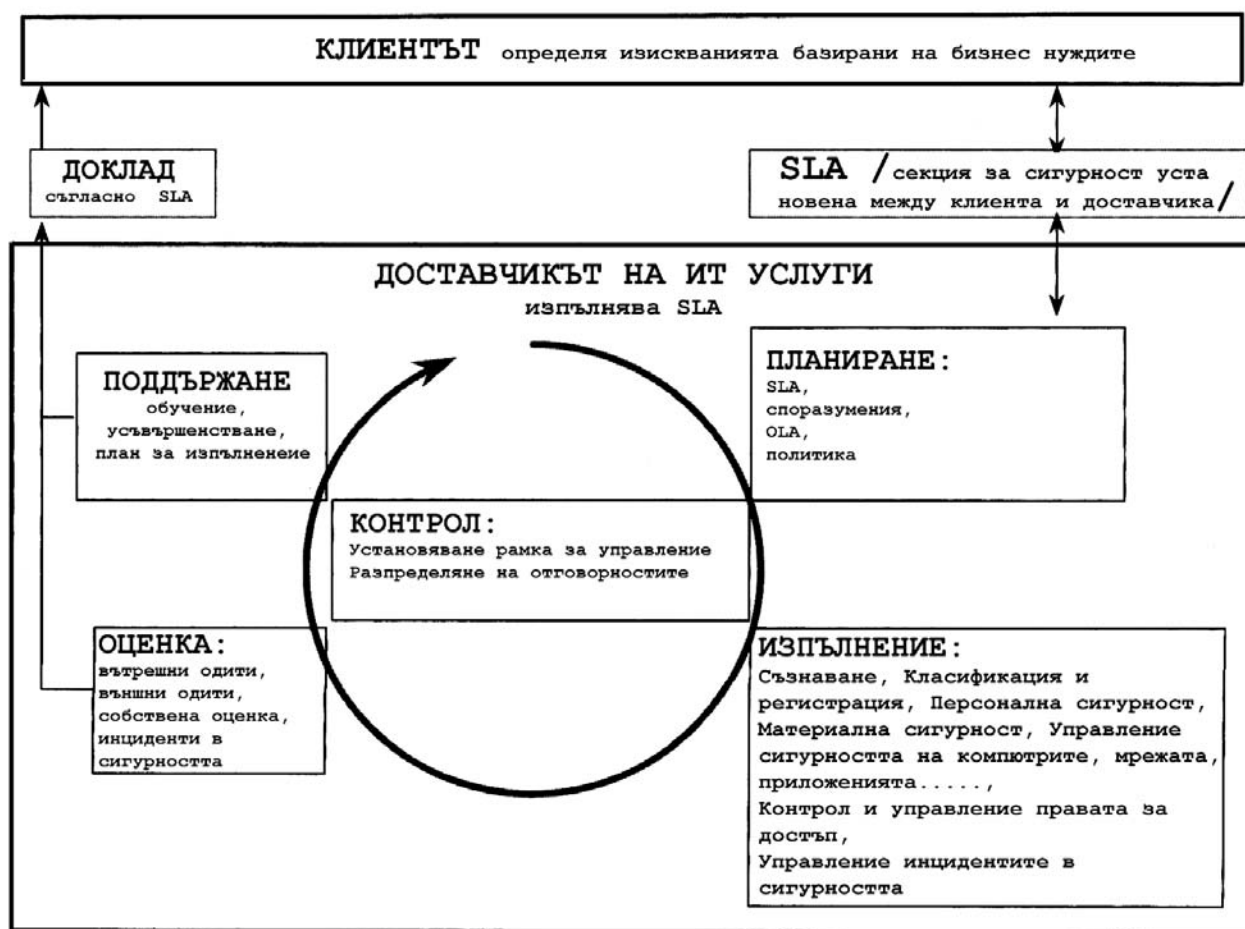 КЛИЕНТЪТ определя изискванията базирани на бизнес нуждите
ДОКЛАД
съгласно SLA
SLA /секция за сигурност уста
новена между клиента и доставчика/
ДОСТАВЧИКЪТ НА ИТ УСЛУГИ
изпълнява SLA
ПОДДЪРЖАНЕ
обучение,
усъвършенстване,
план за изпълненеие
ПЛАНИРАНЕ:
SLA,
споразумения,
OLA,
политика
КОНТРОЛ:
Установяване рамка за управление
Разпределяне на отговорностите
ОЦЕНКА:
вътрешни одити,
външни одити,
собствена оценка,
инциденти в
сигурността
ИЗПЪЛНЕНИЕ:
Съзнаване, Класификация и
регистрация, Персонална сигурност,
Материална сигурност, Управление
сигурността на компютрите, мрежата,
приложенията.....,
Контрол и управление правата за
достъп,
Управление инцидентите в
сигурността